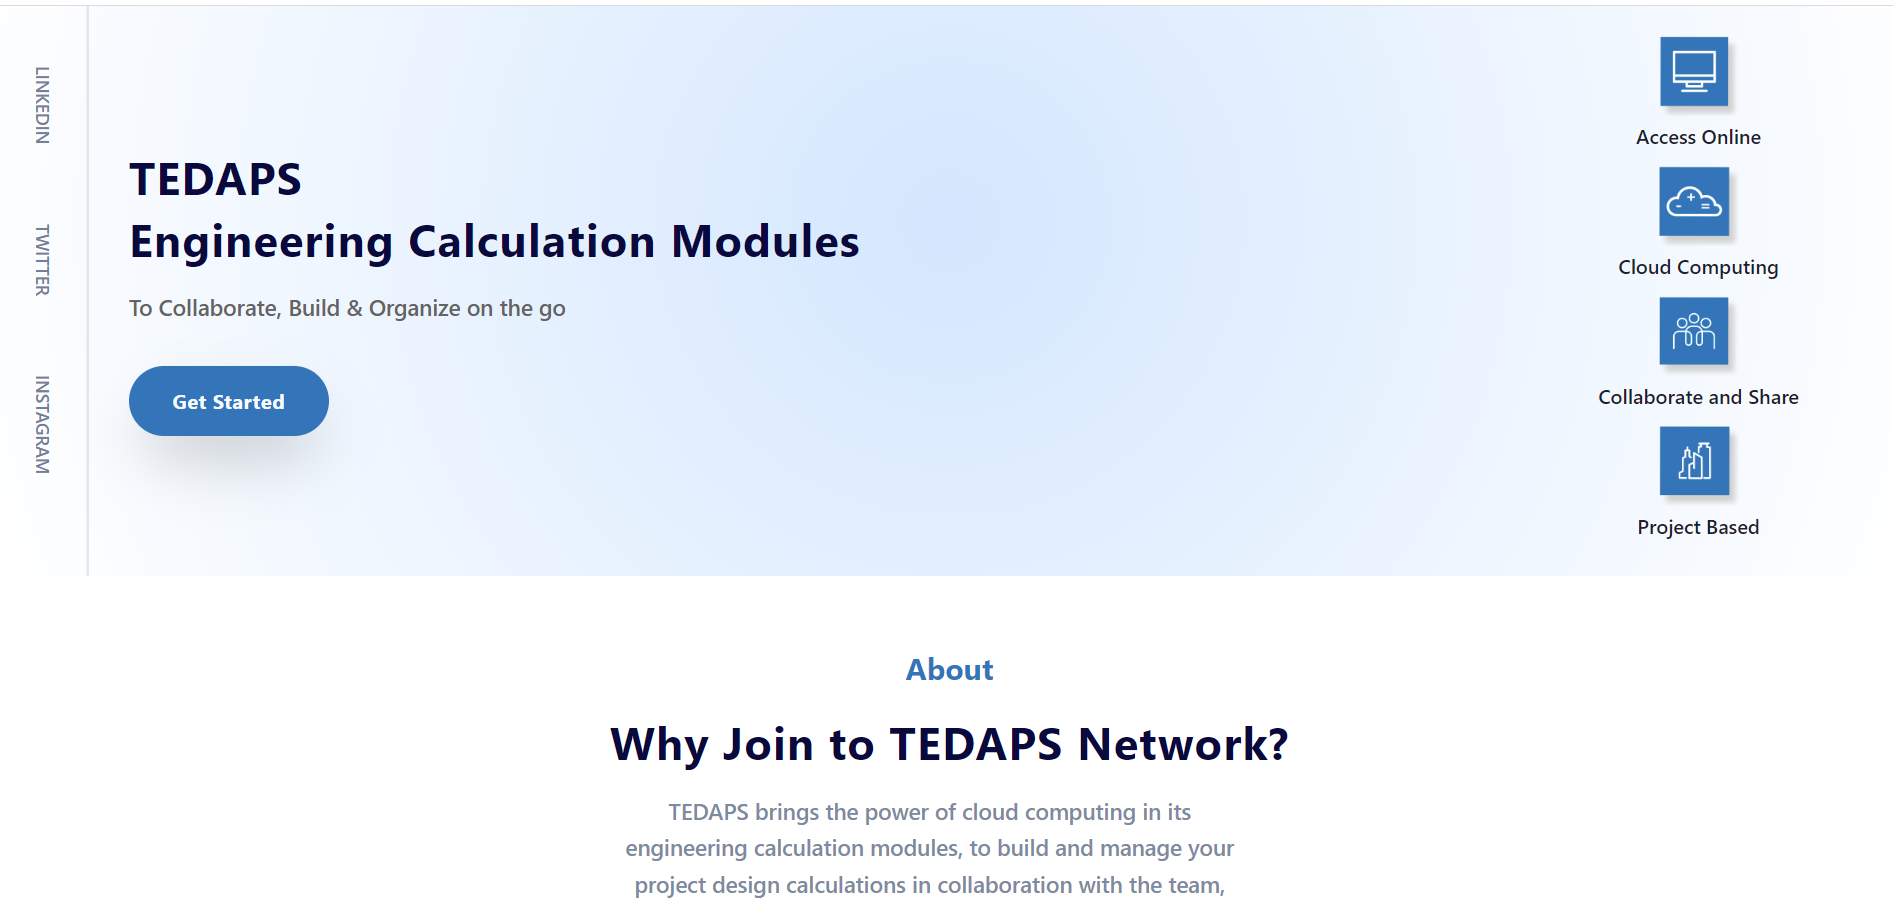 LINKEDIN
TWITTER
INSTAGRAM
TEDAPS
Engineering Calculation Modules
To Collaborate, Build & Organize on the go
Get Started
Access Online
Cloud Computing
Collaborate and Share
Project Based
About
Why Join to TEDAPS Network?
TEDAPS brings the power of cloud computing in its
engineering calculation modules, to build and manage your
project design calculations in collaboration with the team,